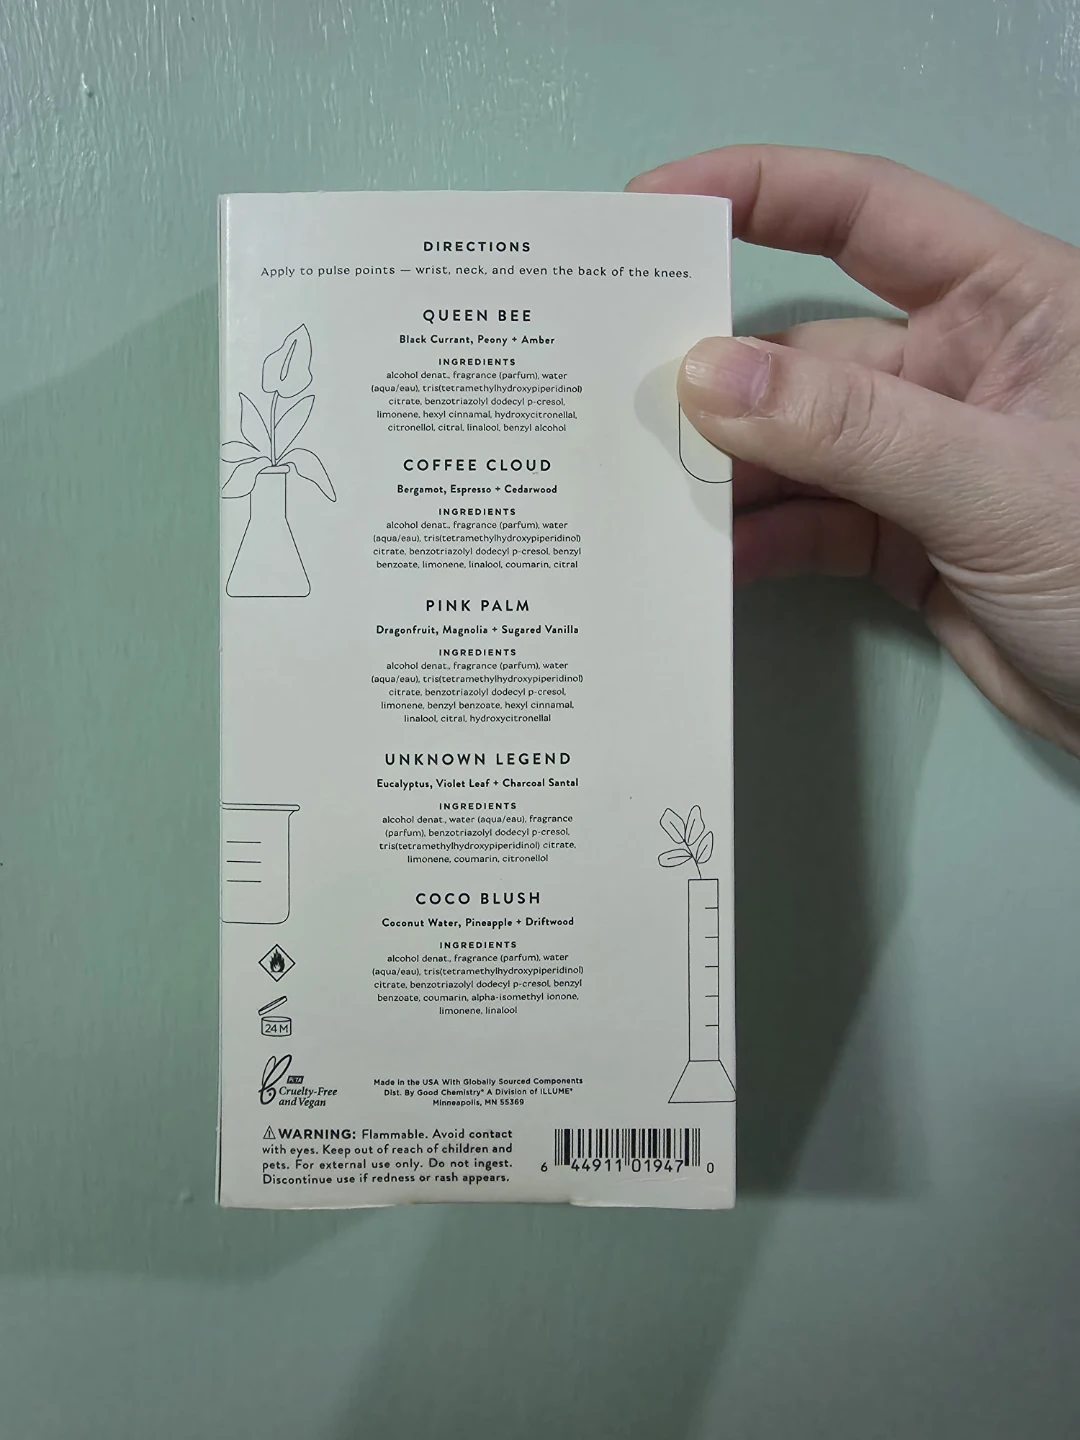 DIRECTIONS
Apply to pulse points — wrist, neck, and even the back of the knees.
QUEEN BEE
Black Currant, Peony + Amber
INGREDIENTS
alcohol denat., fragrance (parfum), water
(aqua/eau), tris(tetramethylhydroxypiperidinol)
citrate, benzotriazolyl dodecyl p-cresol,
limonene, hexyl cinnamal, hydroxycitronellal,
citronellol, citral, linalool, benzyl alcohol
COFFEE CLOUD
Bergamot, Espresso + Cedarwood
INGREDIENTS
alcohol denat., fragrance (parfum), water
(aqua/eau), tris(tetramethylhydroxypiperidinol)
citrate, benzotriazolyl dodecyl p-cresol, benzyl
benzoate, limonene, linalool, coumarin, citral
PINK PALM
Dragonfruit, Magnolia + Sugared Vanilla
INGREDIENTS
alcohol denat., fragrance (parfum), water
(aqua/eau), tris(tetramethylhydroxypiperidinol)
citrate, benzotriazolyl dodecyl p-cresol,
limonene, benzyl benzoate, hexyl cinnamal,
linalool, citral, hydroxycitronellal
UNKNOWN LEGEND
Eucalyptus, Violet Leaf + Charcoal Santal
INGREDIENTS
alcohol denat., water (aqua/eau), fragrance
(parfum), benzotriazolyl dodecyl p-cresol,
tris(tetramethylhydroxypiperidinol) citrate,
limonene, coumarin, citronellol
COCO BLUSH
Coconut Water, Pineapple + Driftwood
INGREDIENTS
alcohol denat., fragrance (parfum), water
(aqua/eau), tris(tetramethylhydroxypiperidinol)
citrate, benzotriazolyl dodecyl p-cresol, benzyl
benzoate, coumarin, alpha-isomethyl ionone,
limonene, linalool
24 M
PETA
Cruelty-Free
and Vegan
Made in the USA With Globally Sourced Components
Dist. By Good Chemistry® A Division of ILLUME®
Minneapolis, MN 55369
WARNING: Flammable. Avoid contact
with eyes. Keep out of reach of children and
pets. For external use only. Do not ingest.
Discontinue use if redness or rash appears.
6 44911 01947 0